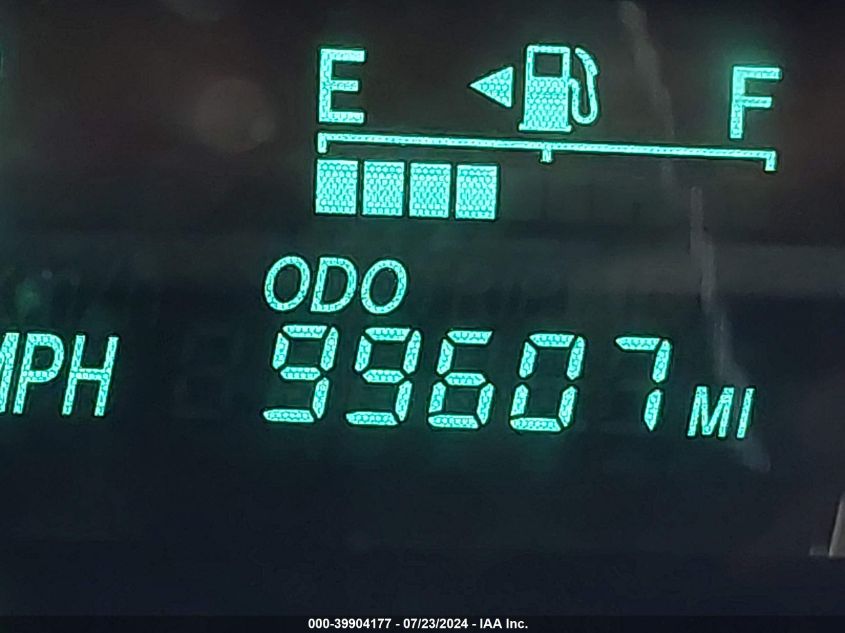 E F
ODO
MPH 99607 MI
000-39904177 - 07/23/2024 - IAA Inc.